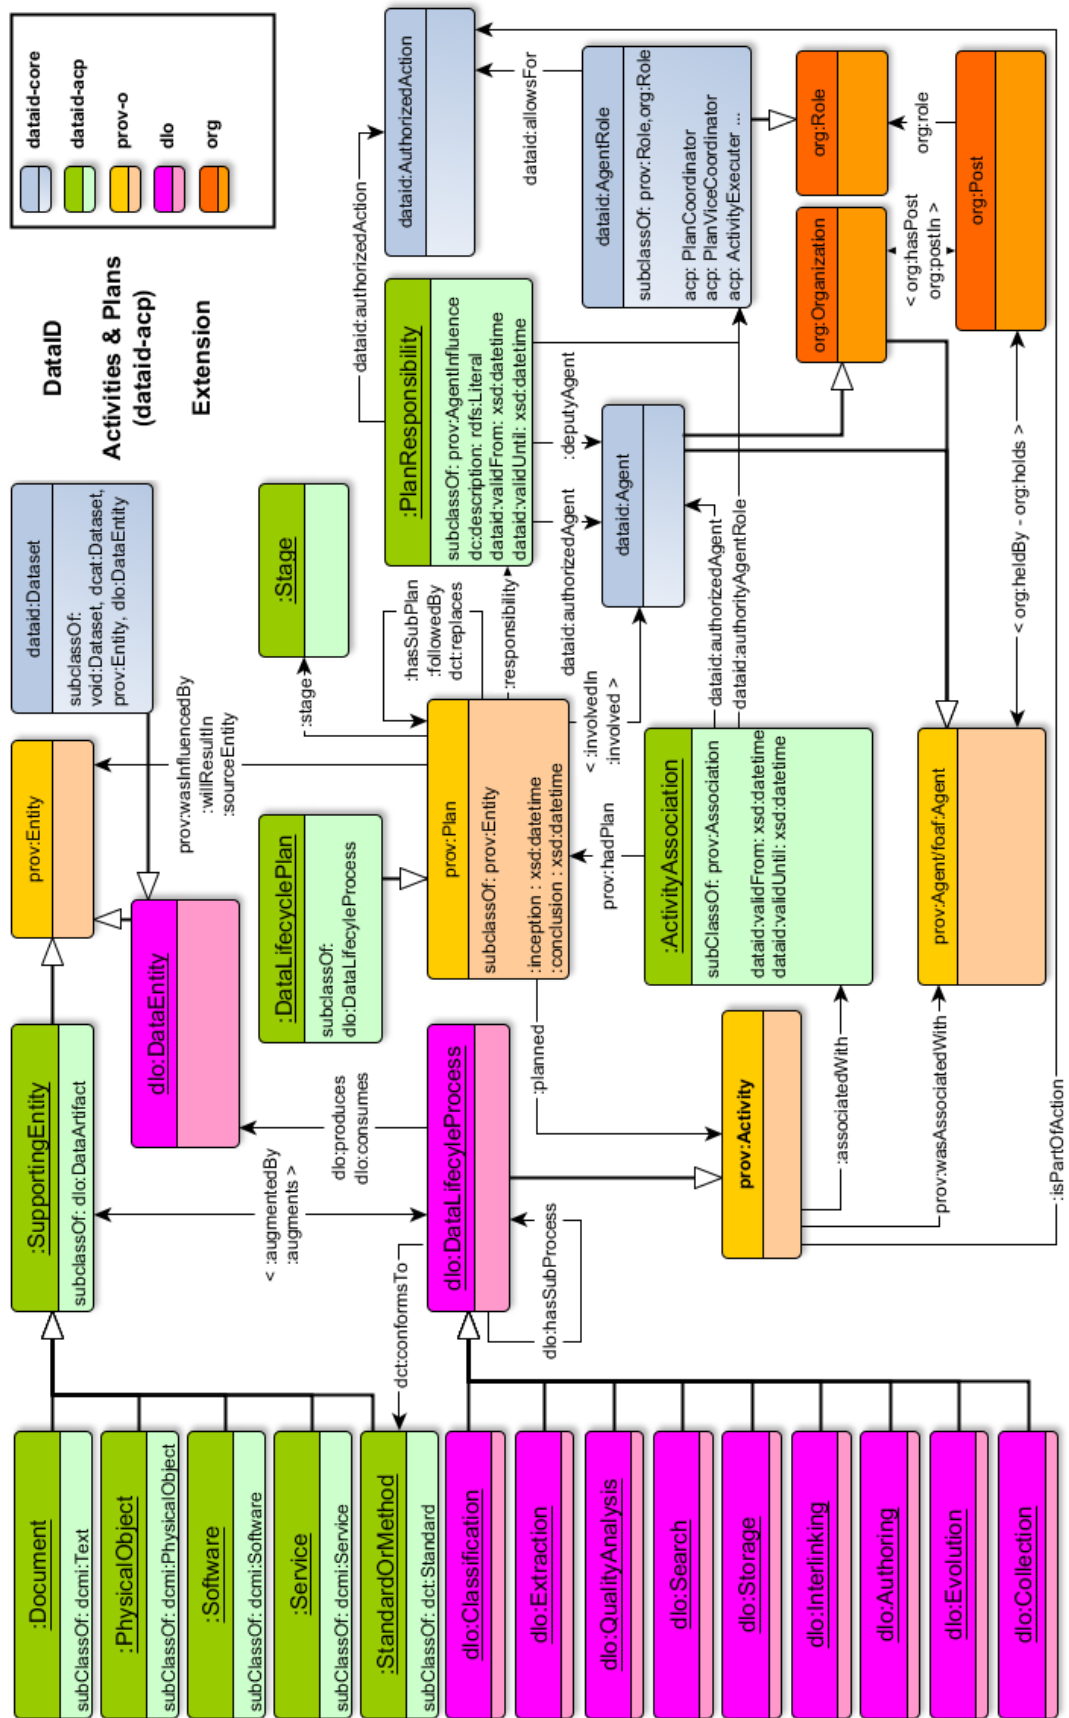 :Document
subClassOf: dcmi:Text
:PhysicalObject
subClassOf: dcmi:PhysicalObject
:Software
subClassOf: dcmi:Software
:Service
subClassOf: dcmi:Service
:StandardOrMethod
subClassOf: dct:Standard
dlo:Classification
dlo:Extraction
dlo:QualityAnalysis
dlo:Search
dlo:Storage
dlo:Interlinking
dlo:Authoring
dlo:Evolution
dlo:Collection
:SupportingEntity
subclassOf: dlo:DataArtifact
< :augmentedBy
:augments >
dct:conformsTo
dlo:DataLifecyleProcess
dlo:hasSubProcess
prov:Entity
dlo:DataEntity
dlo:produces
dlo:consumes
dataid:Dataset
subclassOf:
void:Dataset, dcat:Dataset,
prov:Entity, dlo:DataEntity
prov:wasInfluencedBy
:willResultIn
:sourceEntity
:DataLifecyclePlan
subclassOf:
dlo:DataLifecyleProcess
:Stage
:stage
:hasSubPlan
:followedBy
dct:replaces
prov:Plan
subclassOf: prov:Entity
:inception : xsd:datetime
:conclusion : xsd:datetime
:planned
:responsibility
< :involvedIn
:involved >
prov:hadPlan
prov:Activity
:associatedWith
prov:wasAssociatedWith
:isPartOfAction
:ActivityAssociation
subClassOf: prov:Association
dataid:validFrom: xsd:datetime
dataid:validUntil: xsd:datetime
dataid:authorizedAgent
dataid:authorityAgentRole
prov:Agent/foaf:Agent
DataID
Activities & Plans
(dataid-acp)
Extension
:PlanResponsibility
subclassOf: prov:AgentInfluence
dc:description: rdfs:Literal
dataid:validFrom: xsd:datetime
dataid:validUntil: xsd:datetime
dataid:authorizedAction
dataid:authorizedAgent
:deputyAgent
dataid:Agent
dataid:AuthorizedAction
dataid:allowsFor
dataid:AgentRole
subclassOf: prov:Role,org:Role
acp: PlanCoordinator
acp: PlanViceCoordinator
acp: ActivityExecuter ...
org:Organization
org:Role
< org:hasPost
org:postIn >
org:role
org:Post
< org:heldBy - org:holds >
dataid-core
dataid-acp
prov-o
dlo
org